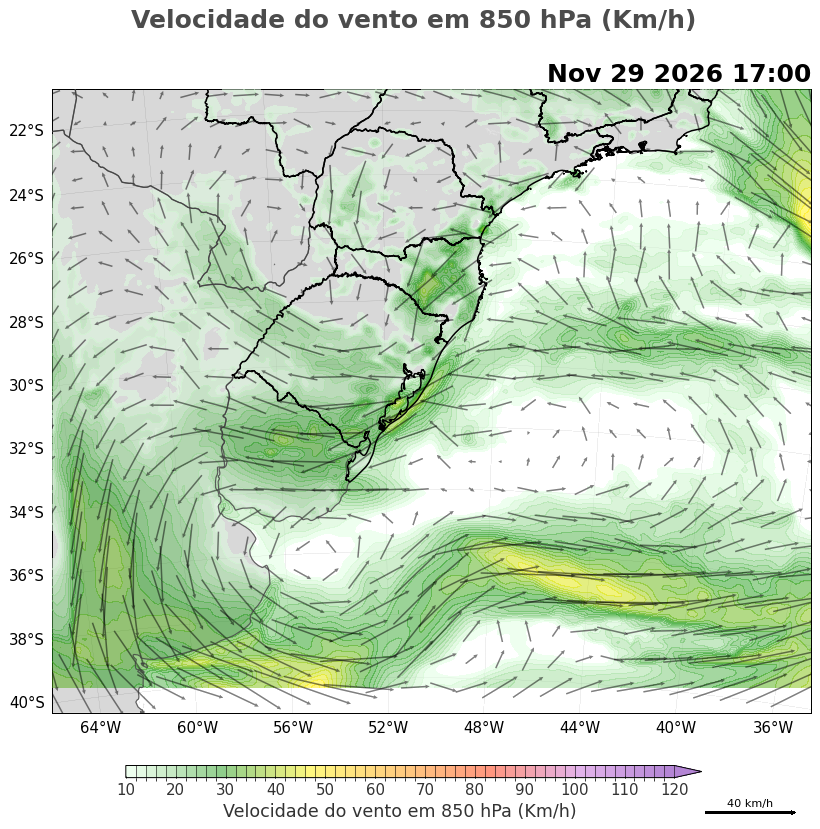 Velocidade do vento em 850 hPa (Km/h)
Nov 29 2026 17:00
22°S
24°S
26°S
28°S
30°S
32°S
34°S
36°S
38°S
40°S
64°W 60°W 56°W 52°W 48°W 44°W 40°W 36°W
10 20 30 40 50 60 70 80 90 100 110 120
Velocidade do vento em 850 hPa (Km/h)
40 km/h